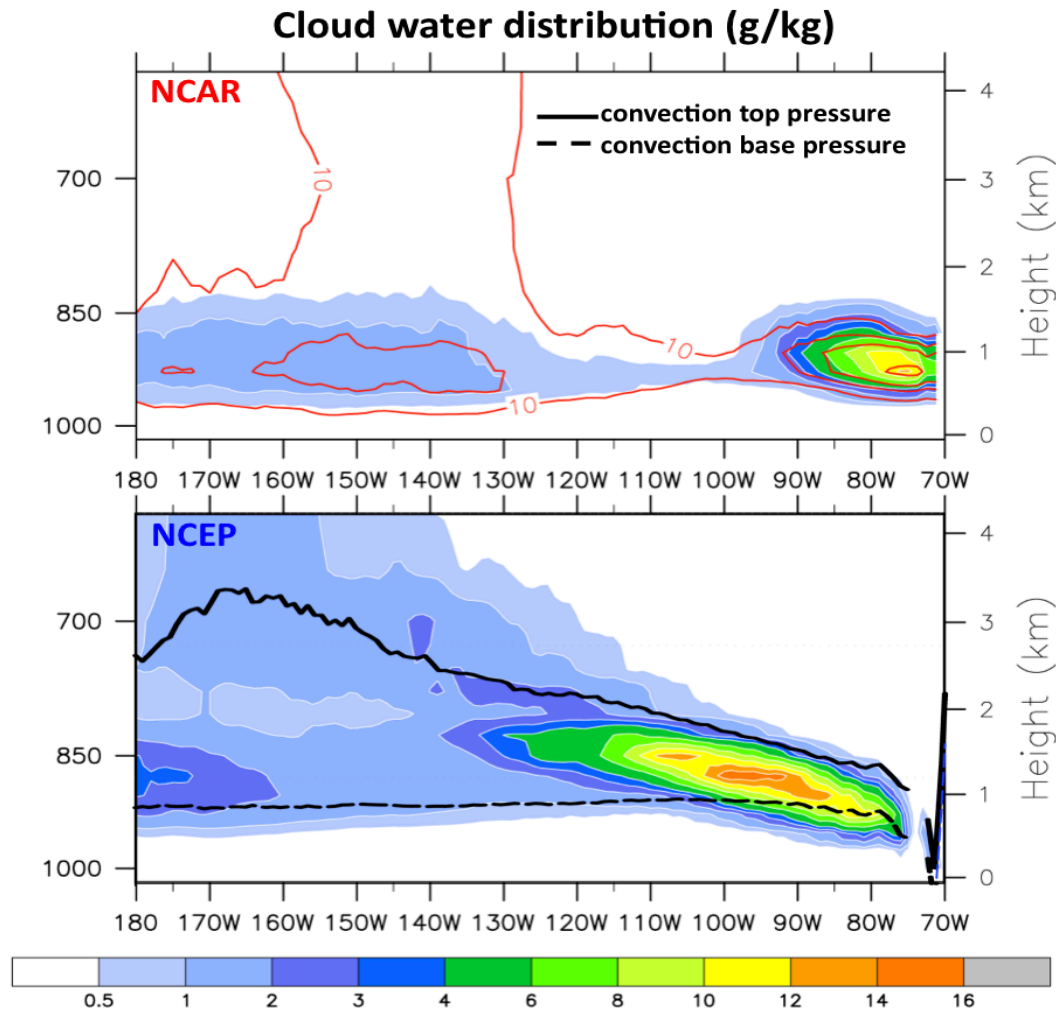 Cloud water distribution (g/kg)
NCAR
convection top pressure
convection base pressure
10
10
10
700
850
1000
4
3
2
1
0
Height (km)
180 170W 160W 150W 140W 130W 120W 110W 100W 90W 80W 70W
NCEP
700
850
1000
4
3
2
1
0
Height (km)
180 170W 160W 150W 140W 130W 120W 110W 100W 90W 80W 70W
0.5 1 2 3 4 6 8 10 12 14 16